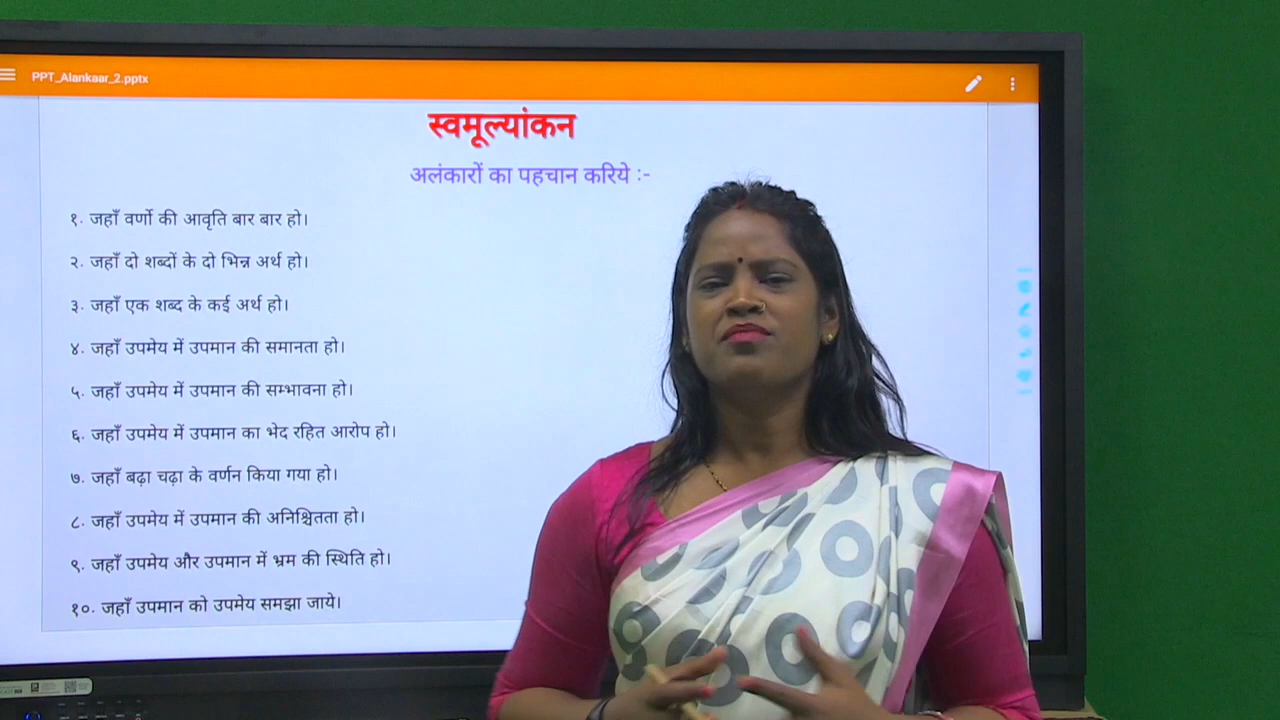 PPT_Alankaar_2.pptx
स्वमूल्यांकन
अलंकारों का पहचान करिये :-
१. जहाँ वर्णो की आवृति बार बार हो।
२. जहाँ दो शब्दों के दो भिन्न अर्थ हो।
३. जहाँ एक शब्द के कई अर्थ हो।
४. जहाँ उपमेय में उपमान की समानता हो।
५. जहाँ उपमेय में उपमान की सम्भावना हो।
६. जहाँ उपमेय में उपमान का भेद रहित आरोप हो।
७. जहाँ बढ़ा चढ़ा के वर्णन किया गया हो।
८. जहाँ उपमेय में उपमान की अनिश्चितता हो।
९. जहाँ उपमेय और उपमान में भ्रम की स्थिति हो।
१०. जहाँ उपमान को उपमेय समझा जाये।